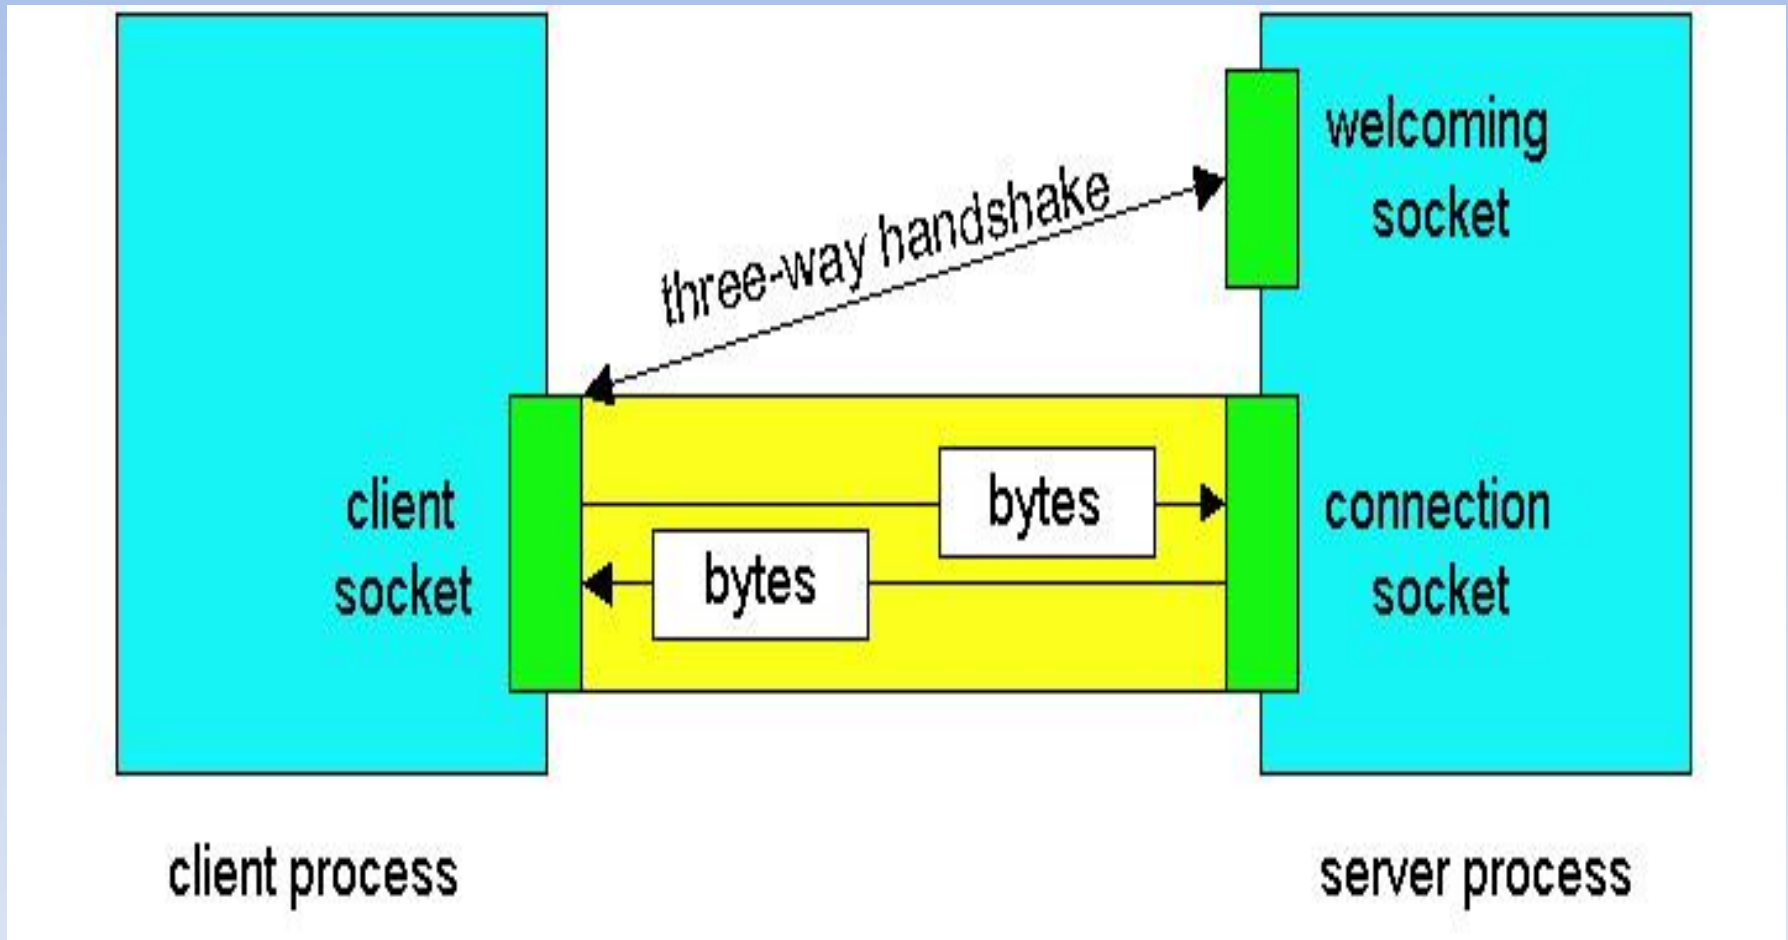 welcoming
socket
three-way handshake
bytes
bytes
client
socket
connection
socket
client process
server process